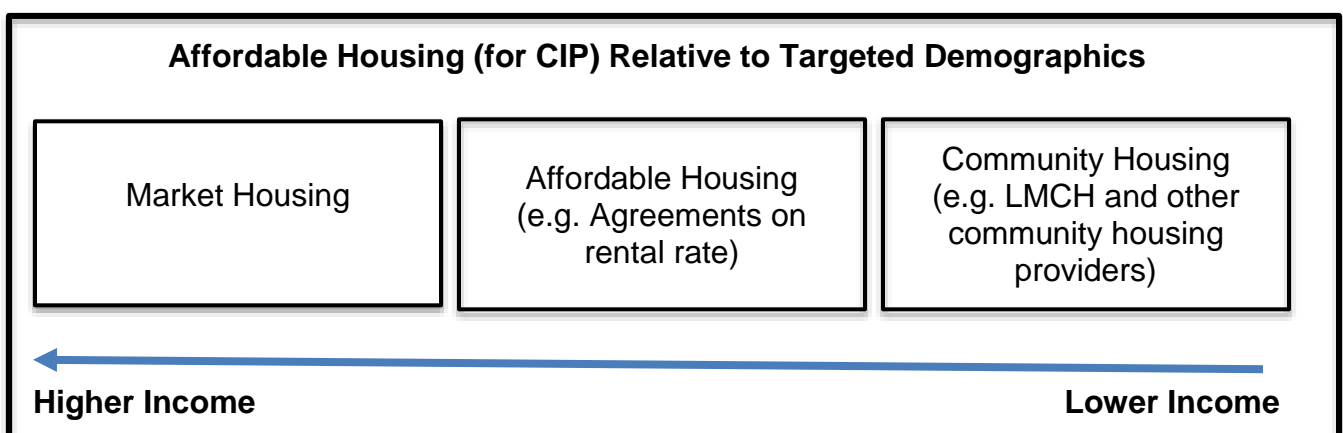 Affordable Housing (for CIP) Relative to Targeted Demographics
Market Housing
Affordable Housing
(e.g. Agreements on
rental rate)
Community Housing
(e.g. LMCH and other
community housing
providers)
Higher Income
Lower Income